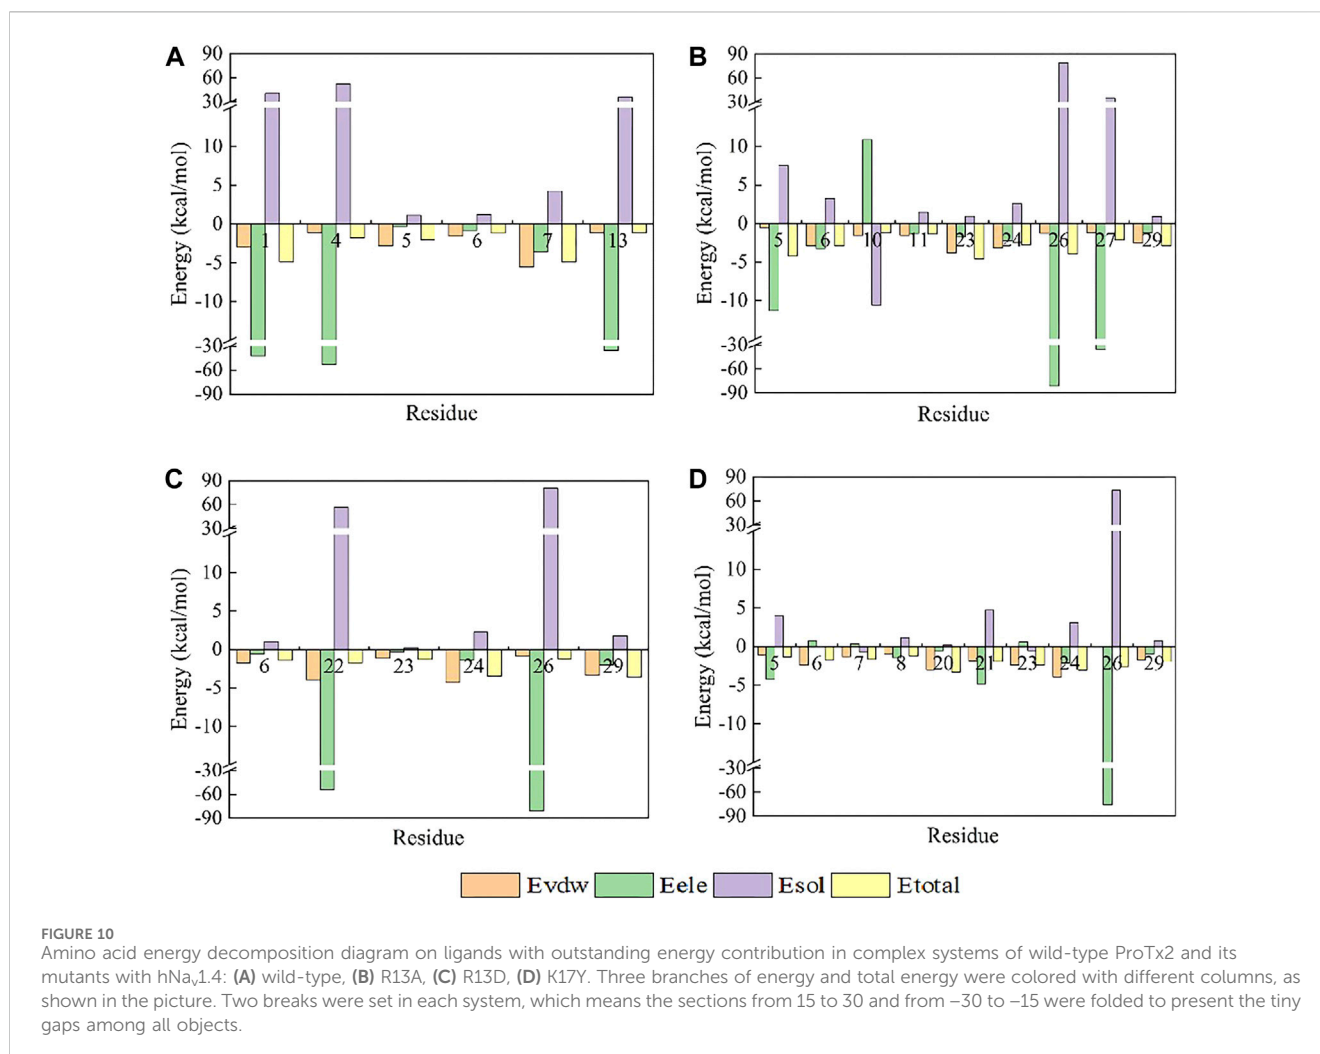 A
90
60
30
10
5
0
-5
-10
-30
-60
-90
Energy (kcal/mol)
1 4 5 6 7 13
Residue
B
90
60
30
10
5
0
-5
-10
-30
-60
-90
Energy (kcal/mol)
5 6 10 11 23 24 26 27 29
Residue
C
90
60
30
10
5
0
-5
-10
-30
-60
-90
Energy (kcal/mol)
6 22 23 24 26 29
Residue
D
90
60
30
10
5
0
-5
-10
-30
-60
-90
Energy (kcal/mol)
5 6 7 8 20 21 23 24 26 29
Residue
Evdw Eele Esol Etotal
FIGURE 10
Amino acid energy decomposition diagram on ligands with outstanding energy contribution in complex systems of wild-type ProTx2 and its
mutants with hNav1.4: (A) wild-type, (B) R13A, (C) R13D, (D) K17Y. Three branches of energy and total energy were colored with different columns, as
shown in the picture. Two breaks were set in each system, which means the sections from 15 to 30 and from –30 to –15 were folded to present the tiny
gaps among all objects.